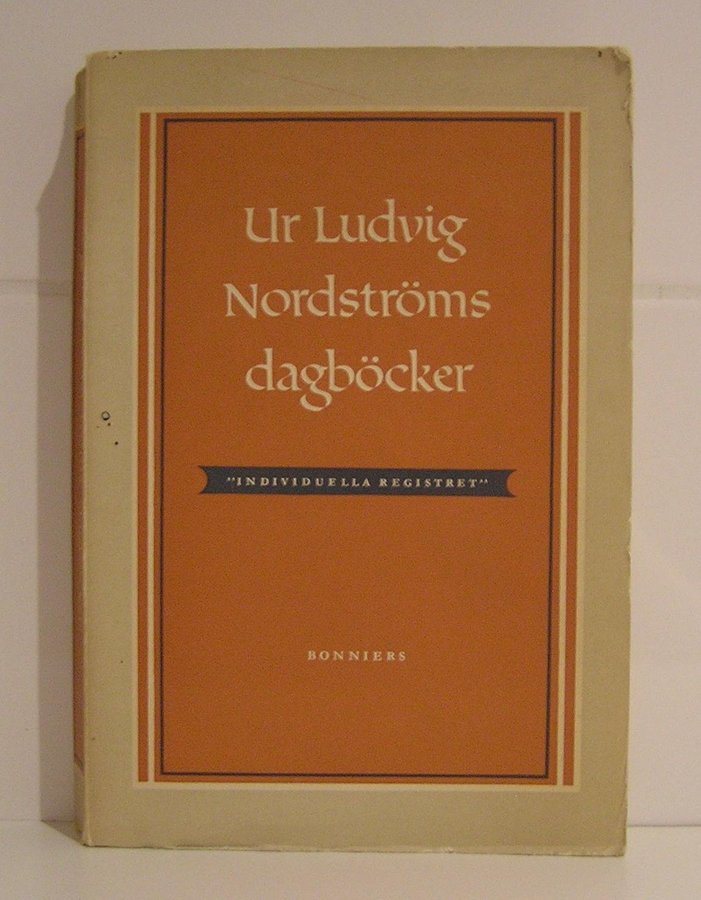 Ur Ludvig
Nordströms
dagböcker
"INDIVIDUELLA REGISTRET"
BONNIERS